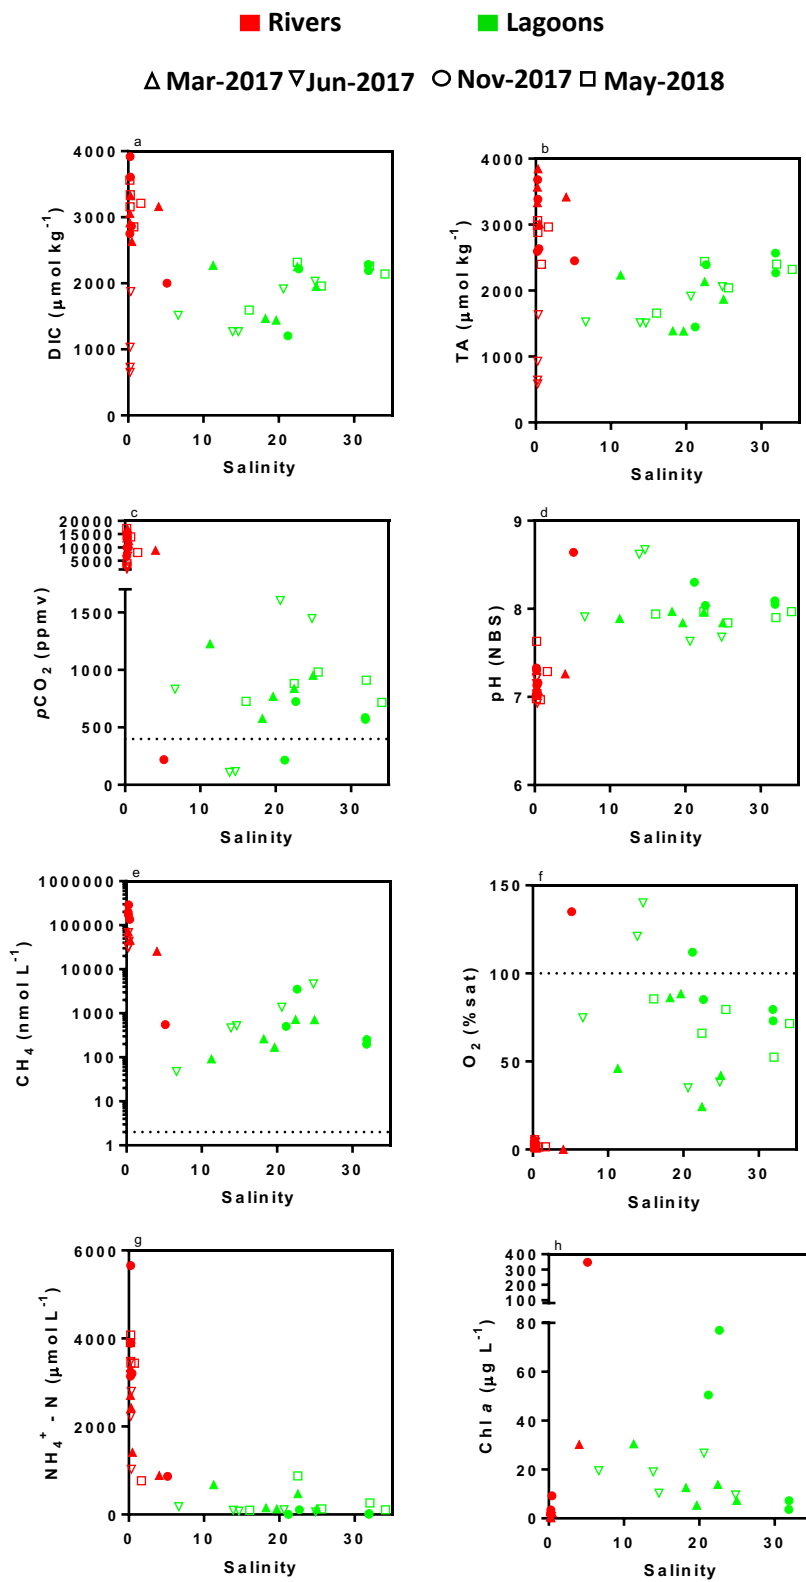 Rivers Lagoons
Mar-2017 Jun-2017 Nov-2017 May-2018
a
4000
3000
2000
1000
0
DIC (μmol kg⁻¹)
0 10 20 30
Salinity
b
4000
3000
2000
1000
0
TA (μmol kg⁻¹)
0 10 20 30
Salinity
c
20000
15000
10000
5000
1500
1000
500
0
pCO₂ (ppmv)
0 10 20 30
Salinity
d
9
8
7
6
pH (NBS)
0 10 20 30
Salinity
e
1000000
100000
10000
1000
100
10
1
CH₄ (nmol L⁻¹)
0 10 20 30
Salinity
f
150
100
50
0
O₂ (%sat)
0 10 20 30
Salinity
g
6000
4000
2000
0
NH₄⁺ - N (μmol L⁻¹)
0 10 20 30
Salinity
h
400
300
200
100
80
60
40
20
0
Chl a (μg L⁻¹)
0 10 20 30
Salinity